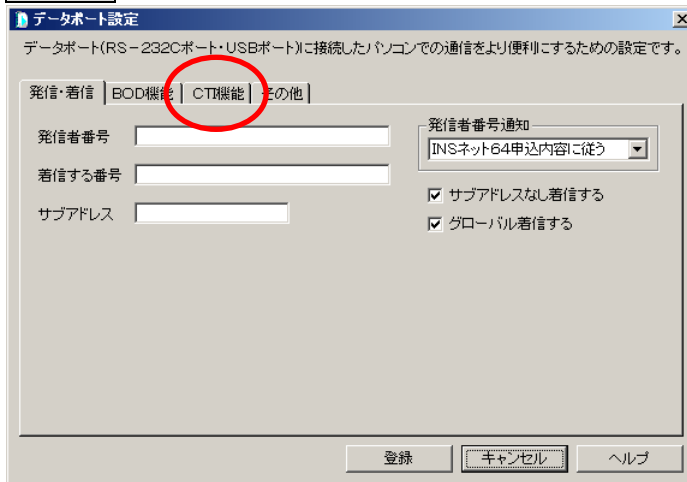 データポート設定
データポート(RS-232Cポート・USBポート)に接続したパソコンでの通信をより便利にするための設定です。
発信・着信 BOD機能 CTI機能 その他
発信者番号
着信する番号
サブアドレス
発信者番号通知
INSネット64申込内容に従う
サブアドレスなし着信する
グローバル着信する
登録 キャンセル ヘルプ